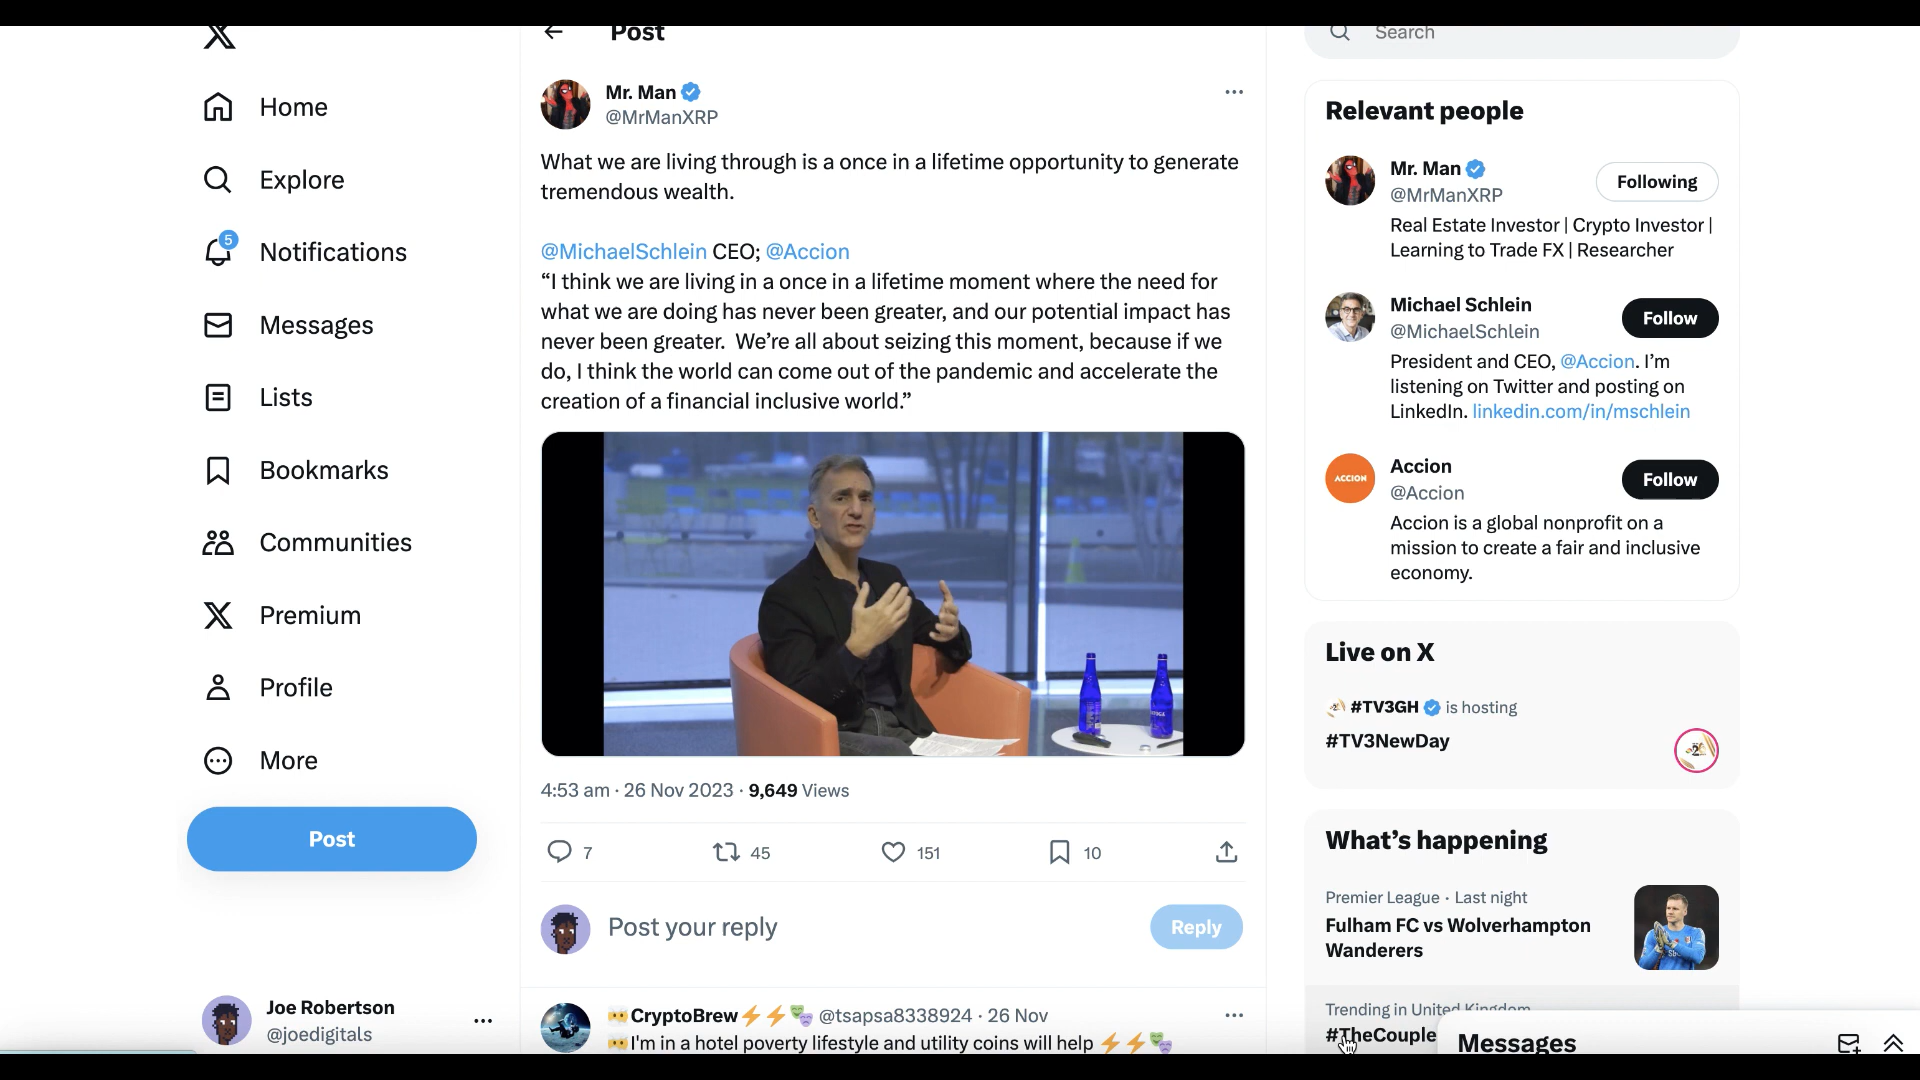 Home
Explore
5
Notifications
Messages
Lists
Bookmarks
Communities
Premium
Profile
More
Post
Joe Robertson
@joedigitals
Post
Mr. Man
@MrManXRP
What we are living through is a once in a lifetime opportunity to generate
tremendous wealth.
@MichaelSchlein CEO; @Accion
“I think we are living in a once in a lifetime moment where the need for
what we are doing has never been greater, and our potential impact has
never been greater.  We’re all about seizing this moment, because if we
do, I think the world can come out of the pandemic and accelerate the
creation of a financial inclusive world.”
4:53 am · 26 Nov 2023 · 9,649 Views
7 45 151 10
Post your reply
Reply
CryptoBrew⚡⚡🎭 @tsapsa8338924 · 26 Nov
I'm in a hotel poverty lifestyle and utility coins will help ⚡⚡🎭
Search
Relevant people
Mr. Man
@MrManXRP
Following
Real Estate Investor | Crypto Investor |
Learning to Trade FX | Researcher
Michael Schlein
@MichaelSchlein
Follow
President and CEO, @Accion. I’m
listening on Twitter and posting on
LinkedIn. linkedin.com/in/mschlein
ACCION
Accion
@Accion
Follow
Accion is a global nonprofit on a
mission to create a fair and inclusive
economy.
Live on X
#TV3GH is hosting
#TV3NewDay
What’s happening
Premier League · Last night
Fulham FC vs Wolverhampton
Wanderers
Trending in United Kingdom
#TheCouple
Messages